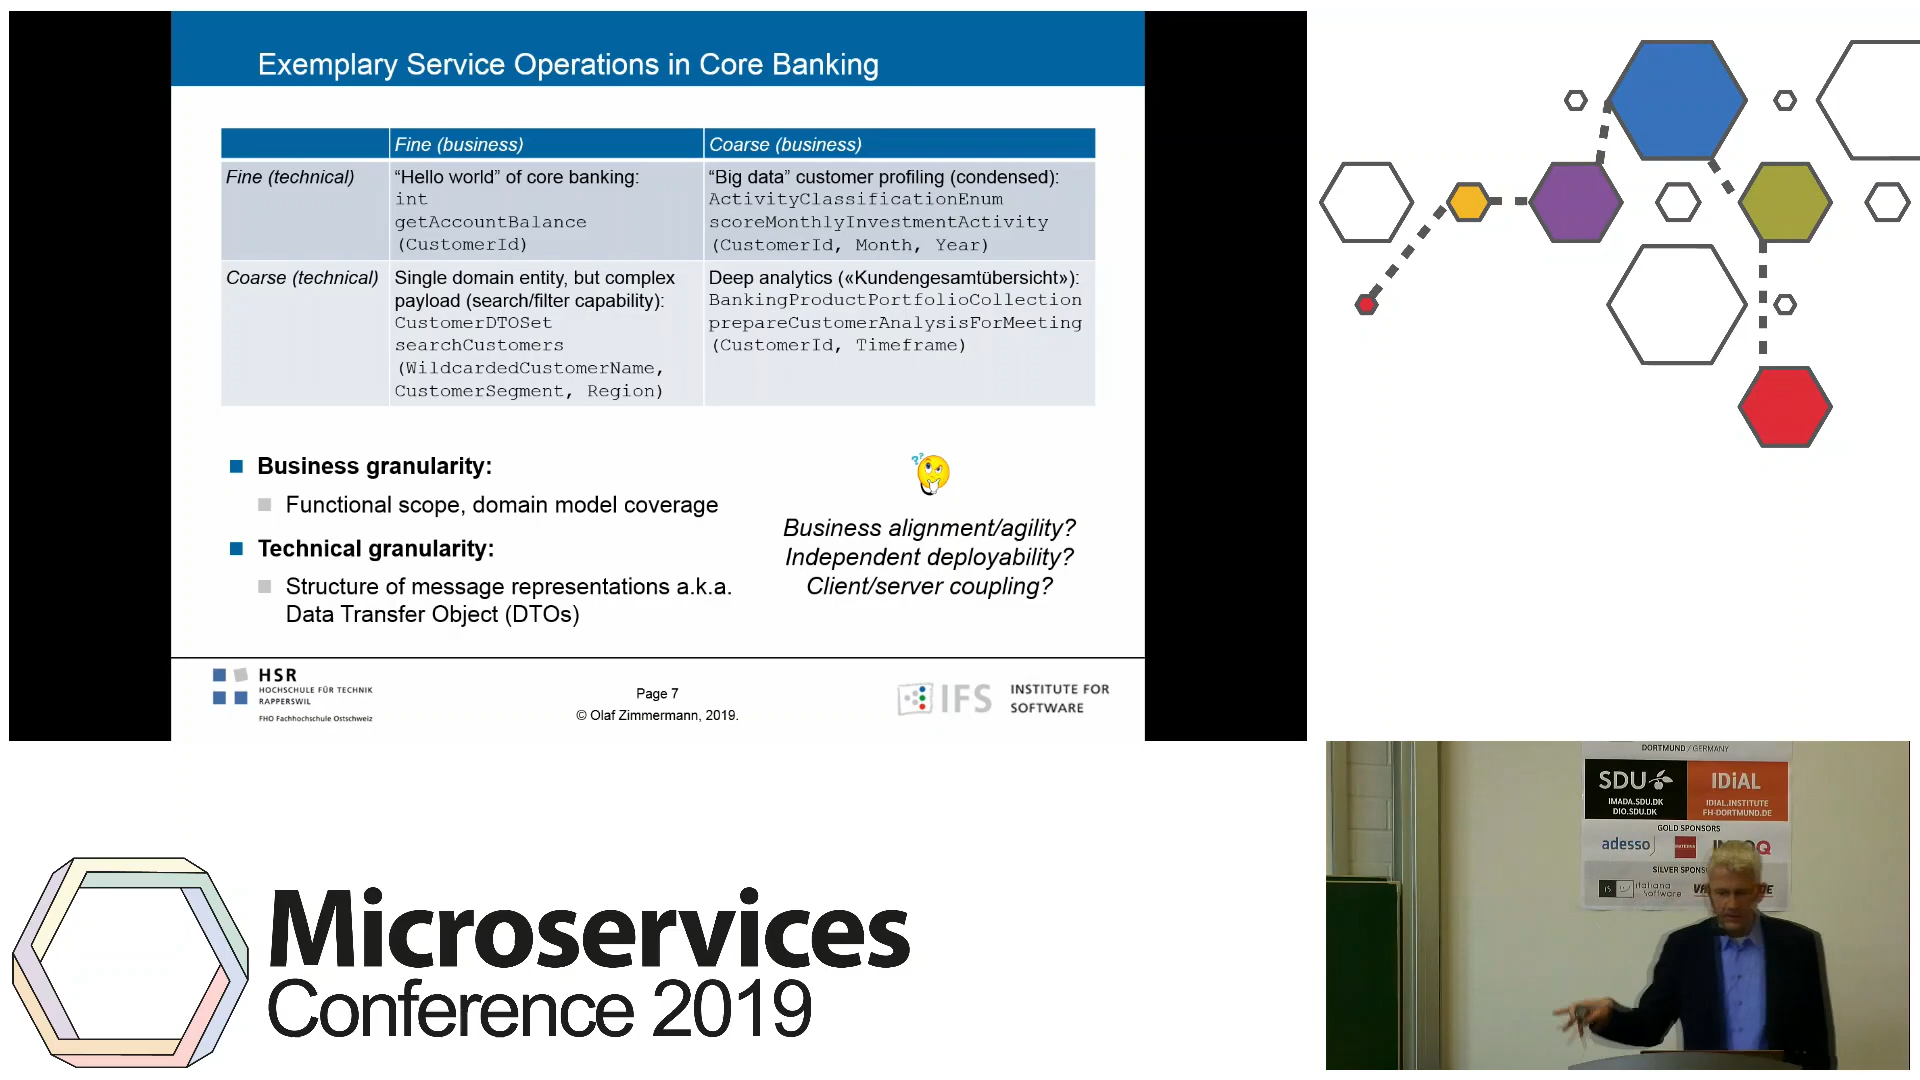 Exemplary Service Operations in Core Banking
Fine (business)
Coarse (business)
Fine (technical)
“Hello world” of core banking:
int
getAccountBalance
(CustomerId)
“Big data” customer profiling (condensed):
ActivityClassificationEnum
scoreMonthlyInvestmentActivity
(CustomerId, Month, Year)
Coarse (technical)
Single domain entity, but complex
payload (search/filter capability):
CustomerDTOSet
searchCustomers
(WildcardedCustomerName,
CustomerSegment, Region)
Deep analytics («Kundengesamtübersicht»):
BankingProductPortfolioCollection
prepareCustomerAnalysisForMeeting
(CustomerId, Timeframe)
Business granularity:
Functional scope, domain model coverage
Technical granularity:
Structure of message representations a.k.a.
Data Transfer Object (DTOs)
Business alignment/agility?
Independent deployability?
Client/server coupling?
HSR
HOCHSCHULE FÜR TECHNIK
RAPPERSWIL
FHO Fachhochschule Ostschweiz
Page 7
© Olaf Zimmermann, 2019.
IFS
INSTITUTE FOR
SOFTWARE
Microservices
Conference 2019
DORTMUND / GERMANY
SDU
IMADA.SDU.DK
DIO.SDU.DK
IDiAL
IDIAL.INSTITUTE
FH-DORTMUND.DE
GOLD SPONSORS
adesso
italiana
Software